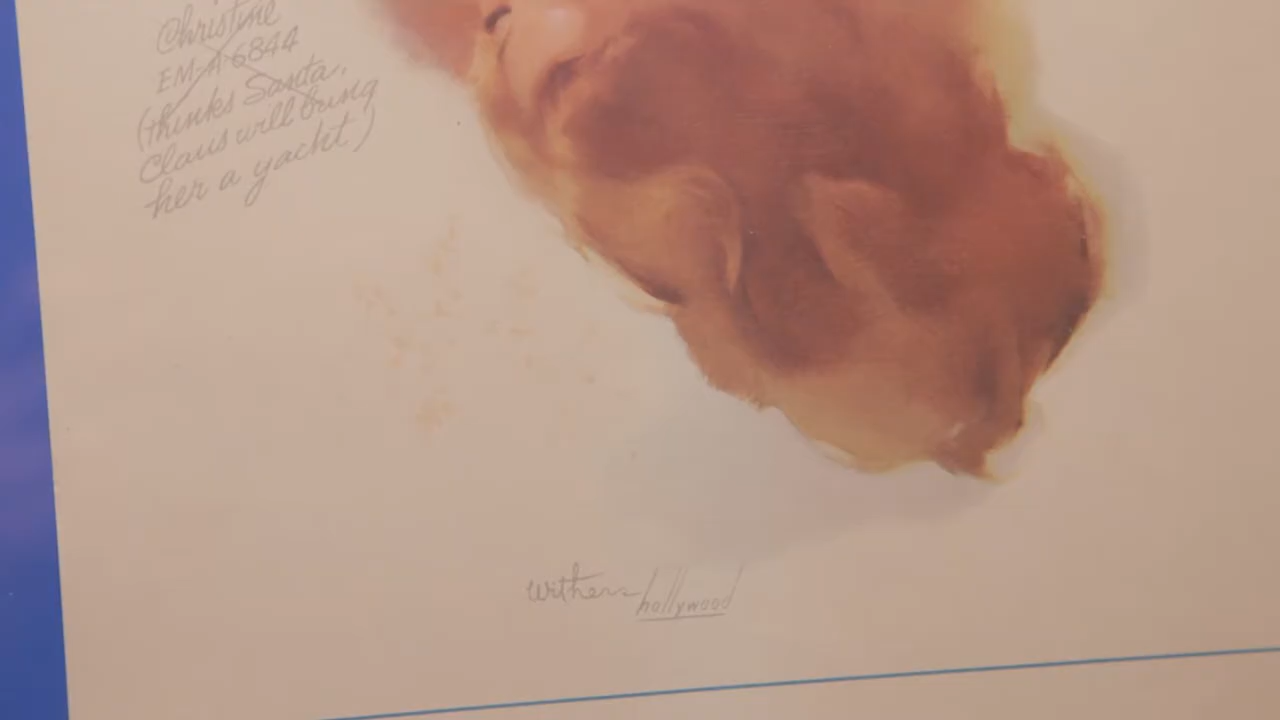 Christine
EM-A 6844
(thinks Santa
Claus will bring
her a yacht)
Withers hollywood